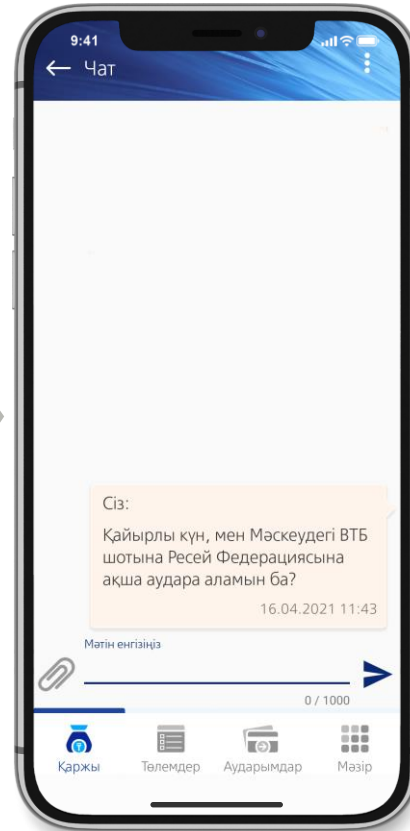 9:41
Чат
Сіз:
Қайырлы күн, мен Мәскеудегі ВТБ
шотына Ресей Федерациясына
ақша аудара аламын ба?
16.04.2021 11:43
Мәтін енгізіңіз
0 / 1000
Қаржы Төлемдер Аударымдар Мәзір